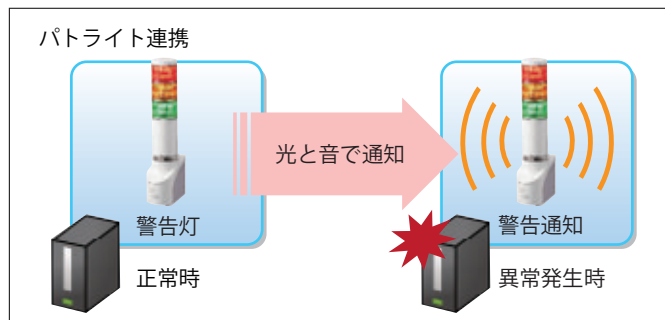 パトライト連携
光と音で通知
警告灯
警告通知
正常時
異常発生時